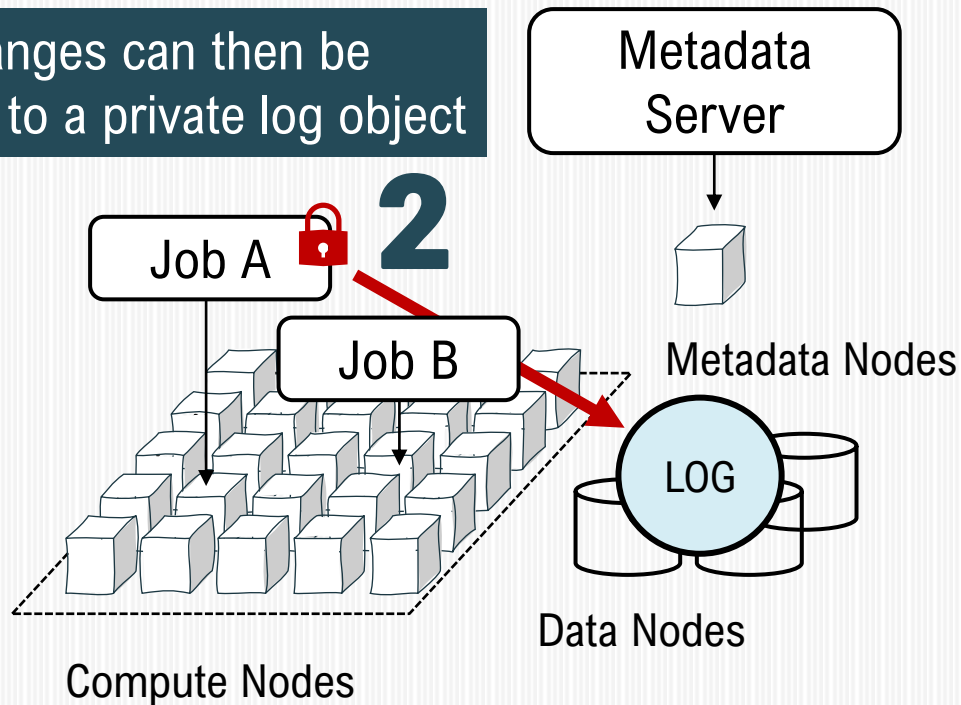 anges can then be
to a private log object
Metadata
Server
2
Job A
Job B
Metadata Nodes
LOG
Data Nodes
Compute Nodes